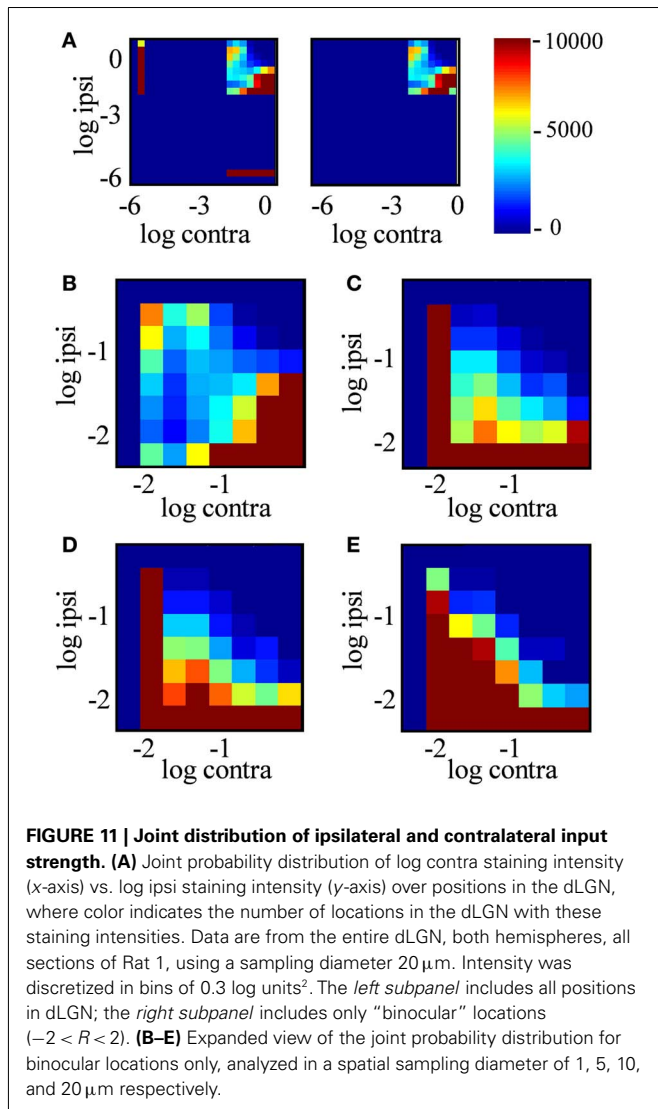 A
0
-3
-6
log ipsi
-6 -3 0 -6 -3 0
log contra log contra
10000
- 5000
- 0
B C
log ipsi log ipsi
-1 -1
-2 -2
-2 -1 -2 -1
log contra log contra
D E
log ipsi log ipsi
-1 -1
-2 -2
-2 -1 -2 -1
log contra log contra
FIGURE 11 | Joint distribution of ipsilateral and contralateral input
strength. (A) Joint probability distribution of log contra staining intensity
(x-axis) vs. log ipsi staining intensity (y-axis) over positions in the dLGN,
where color indicates the number of locations in the dLGN with these
staining intensities. Data are from the entire dLGN, both hemispheres, all
sections of Rat 1, using a sampling diameter 20 μm. Intensity was
discretized in bins of 0.3 log units². The left subpanel includes all positions
in dLGN; the right subpanel includes only “binocular” locations
(−2 < R < 2). (B–E) Expanded view of the joint probability distribution for
binocular locations only, analyzed in a spatial sampling diameter of 1, 5, 10,
and 20 μm respectively.